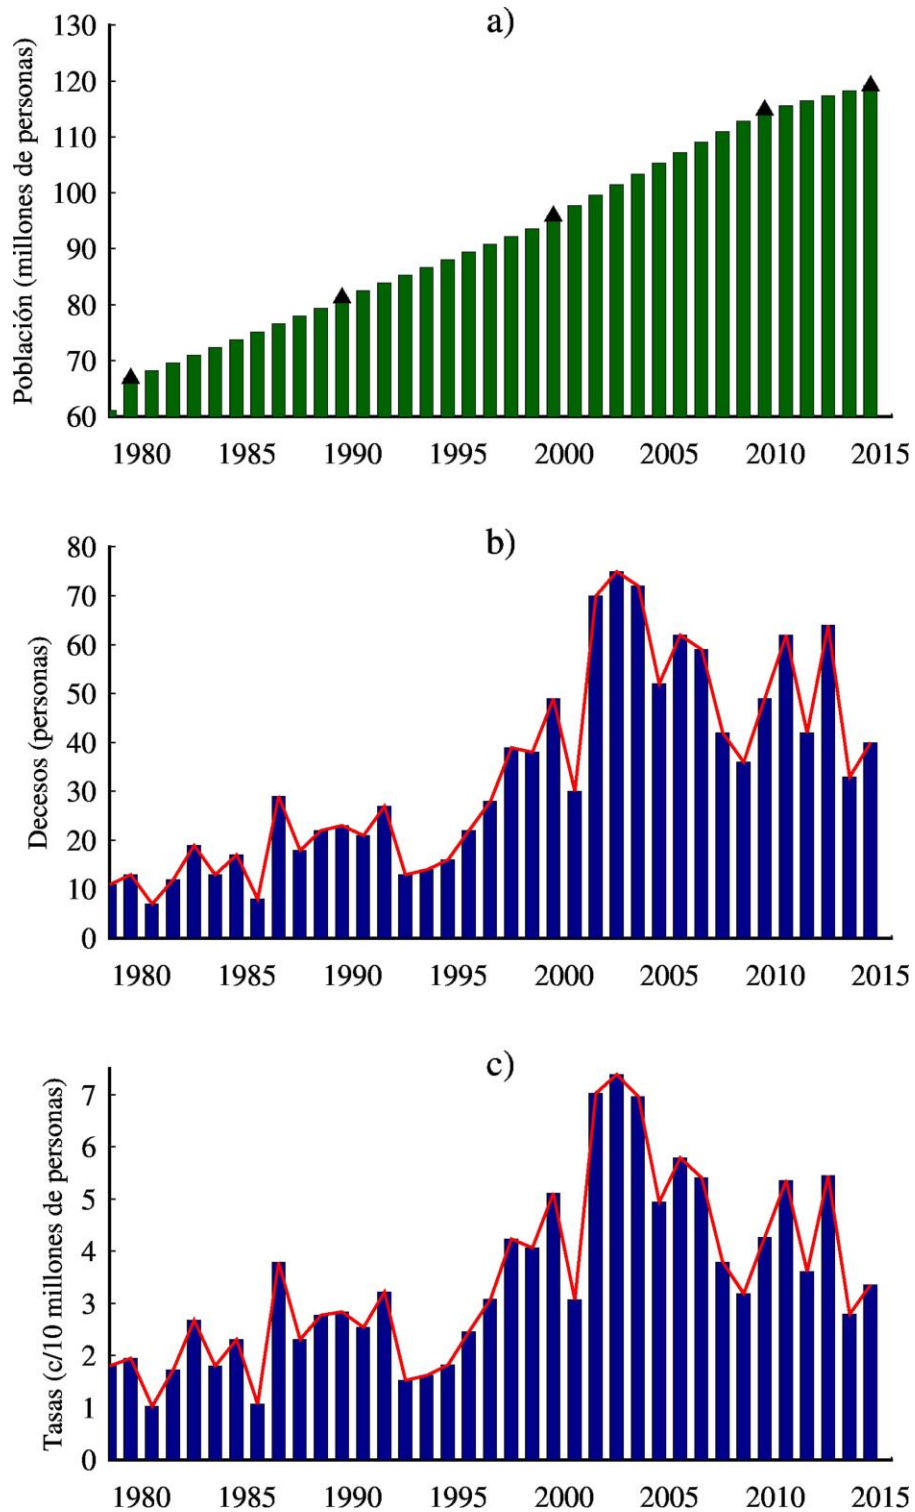 a)
Población (millones de personas)
130
120
110
100
90
80
70
60
1980 1985 1990 1995 2000 2005 2010 2015
b)
Decesos (personas)
80
70
60
50
40
30
20
10
0
1980 1985 1990 1995 2000 2005 2010 2015
c)
Tasas (c/10 millones de personas)
7
6
5
4
3
2
1
0
1980 1985 1990 1995 2000 2005 2010 2015